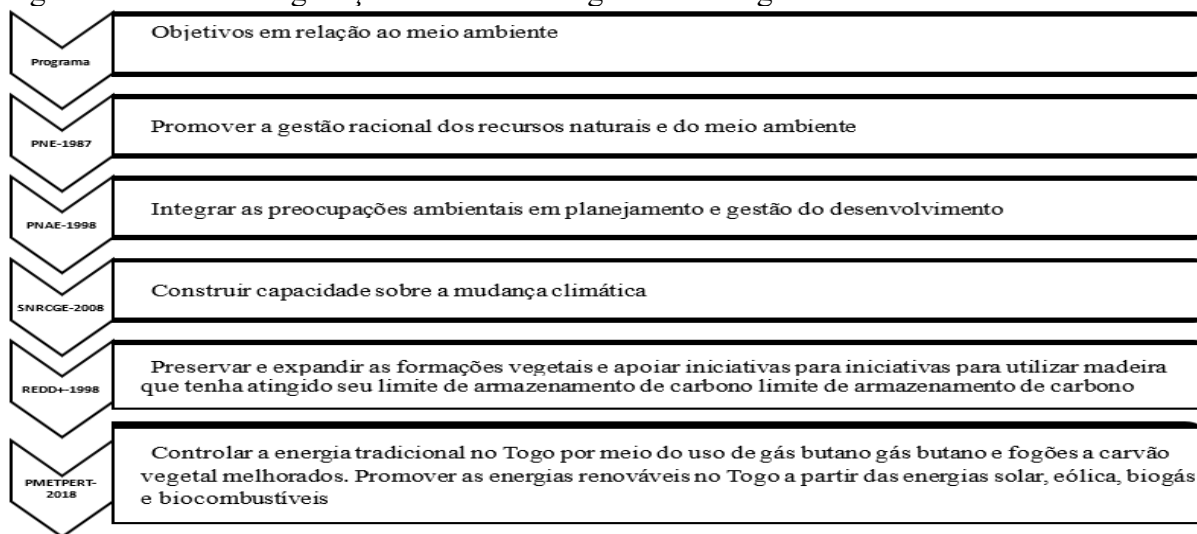 Programa
Objetivos em relação ao meio ambiente
PNE-1987
Promover a gestão racional dos recursos naturais e do meio ambiente
PNAE-1998
Integrar as preocupações ambientais em planejamento e gestão do desenvolvimento
SNRCGE-2008
Construir capacidade sobre a mudança climática
REDD+-1998
Preservar e expandir as formações vegetais e apoiar iniciativas para iniciativas para utilizar madeira
que tenha atingido seu limite de armazenamento de carbono limite de armazenamento de carbono
PMETPERT-
2018
Controlar a energia tradicional no Togo por meio do uso de gás butano gás butano e fogões a carvão
vegetal melhorados. Promover as energias renováveis no Togo a partir das energias solar, eólica, biogás
e biocombustíveis